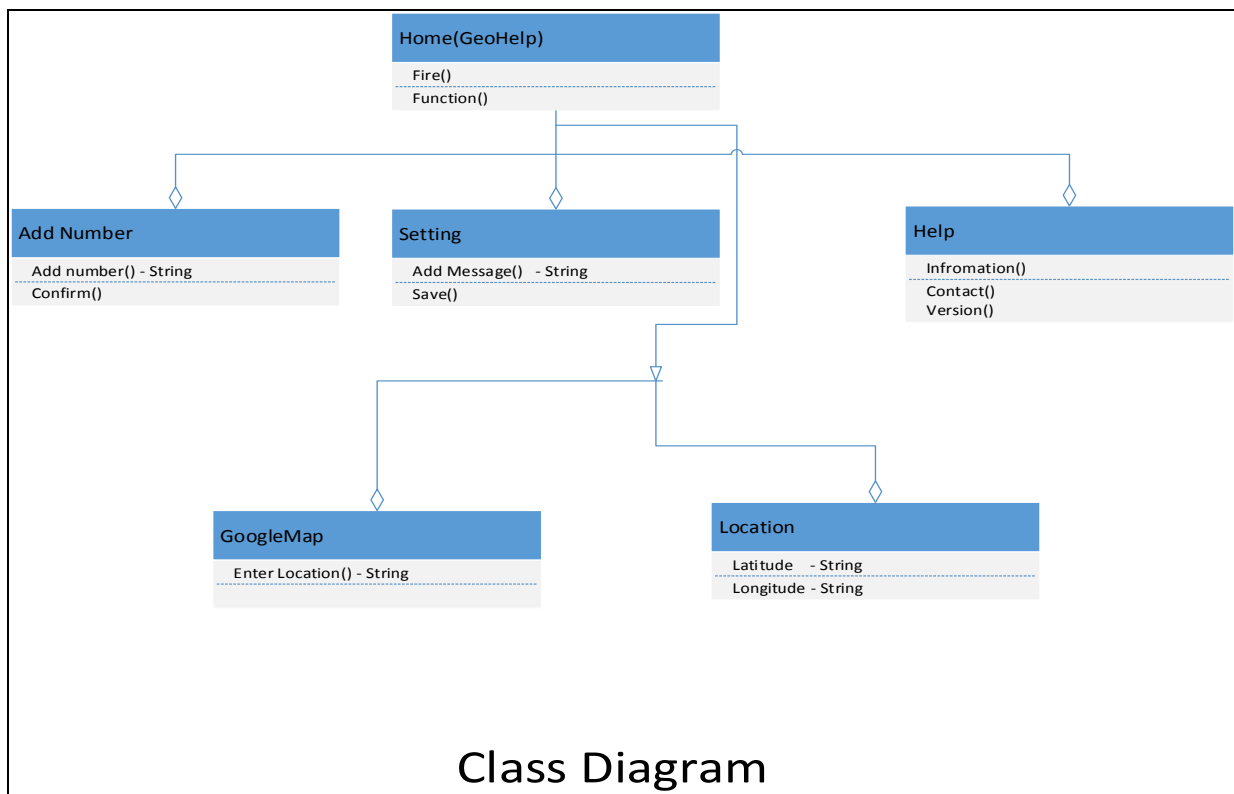 Home(GeoHelp)
Fire()
Function()
Add Number
Add number() - String
Confirm()
Setting
Add Message() - String
Save()
Help
Infromation()
Contact()
Version()
GoogleMap
Enter Location() - String
Location
Latitude - String
Longitude - String
Class Diagram